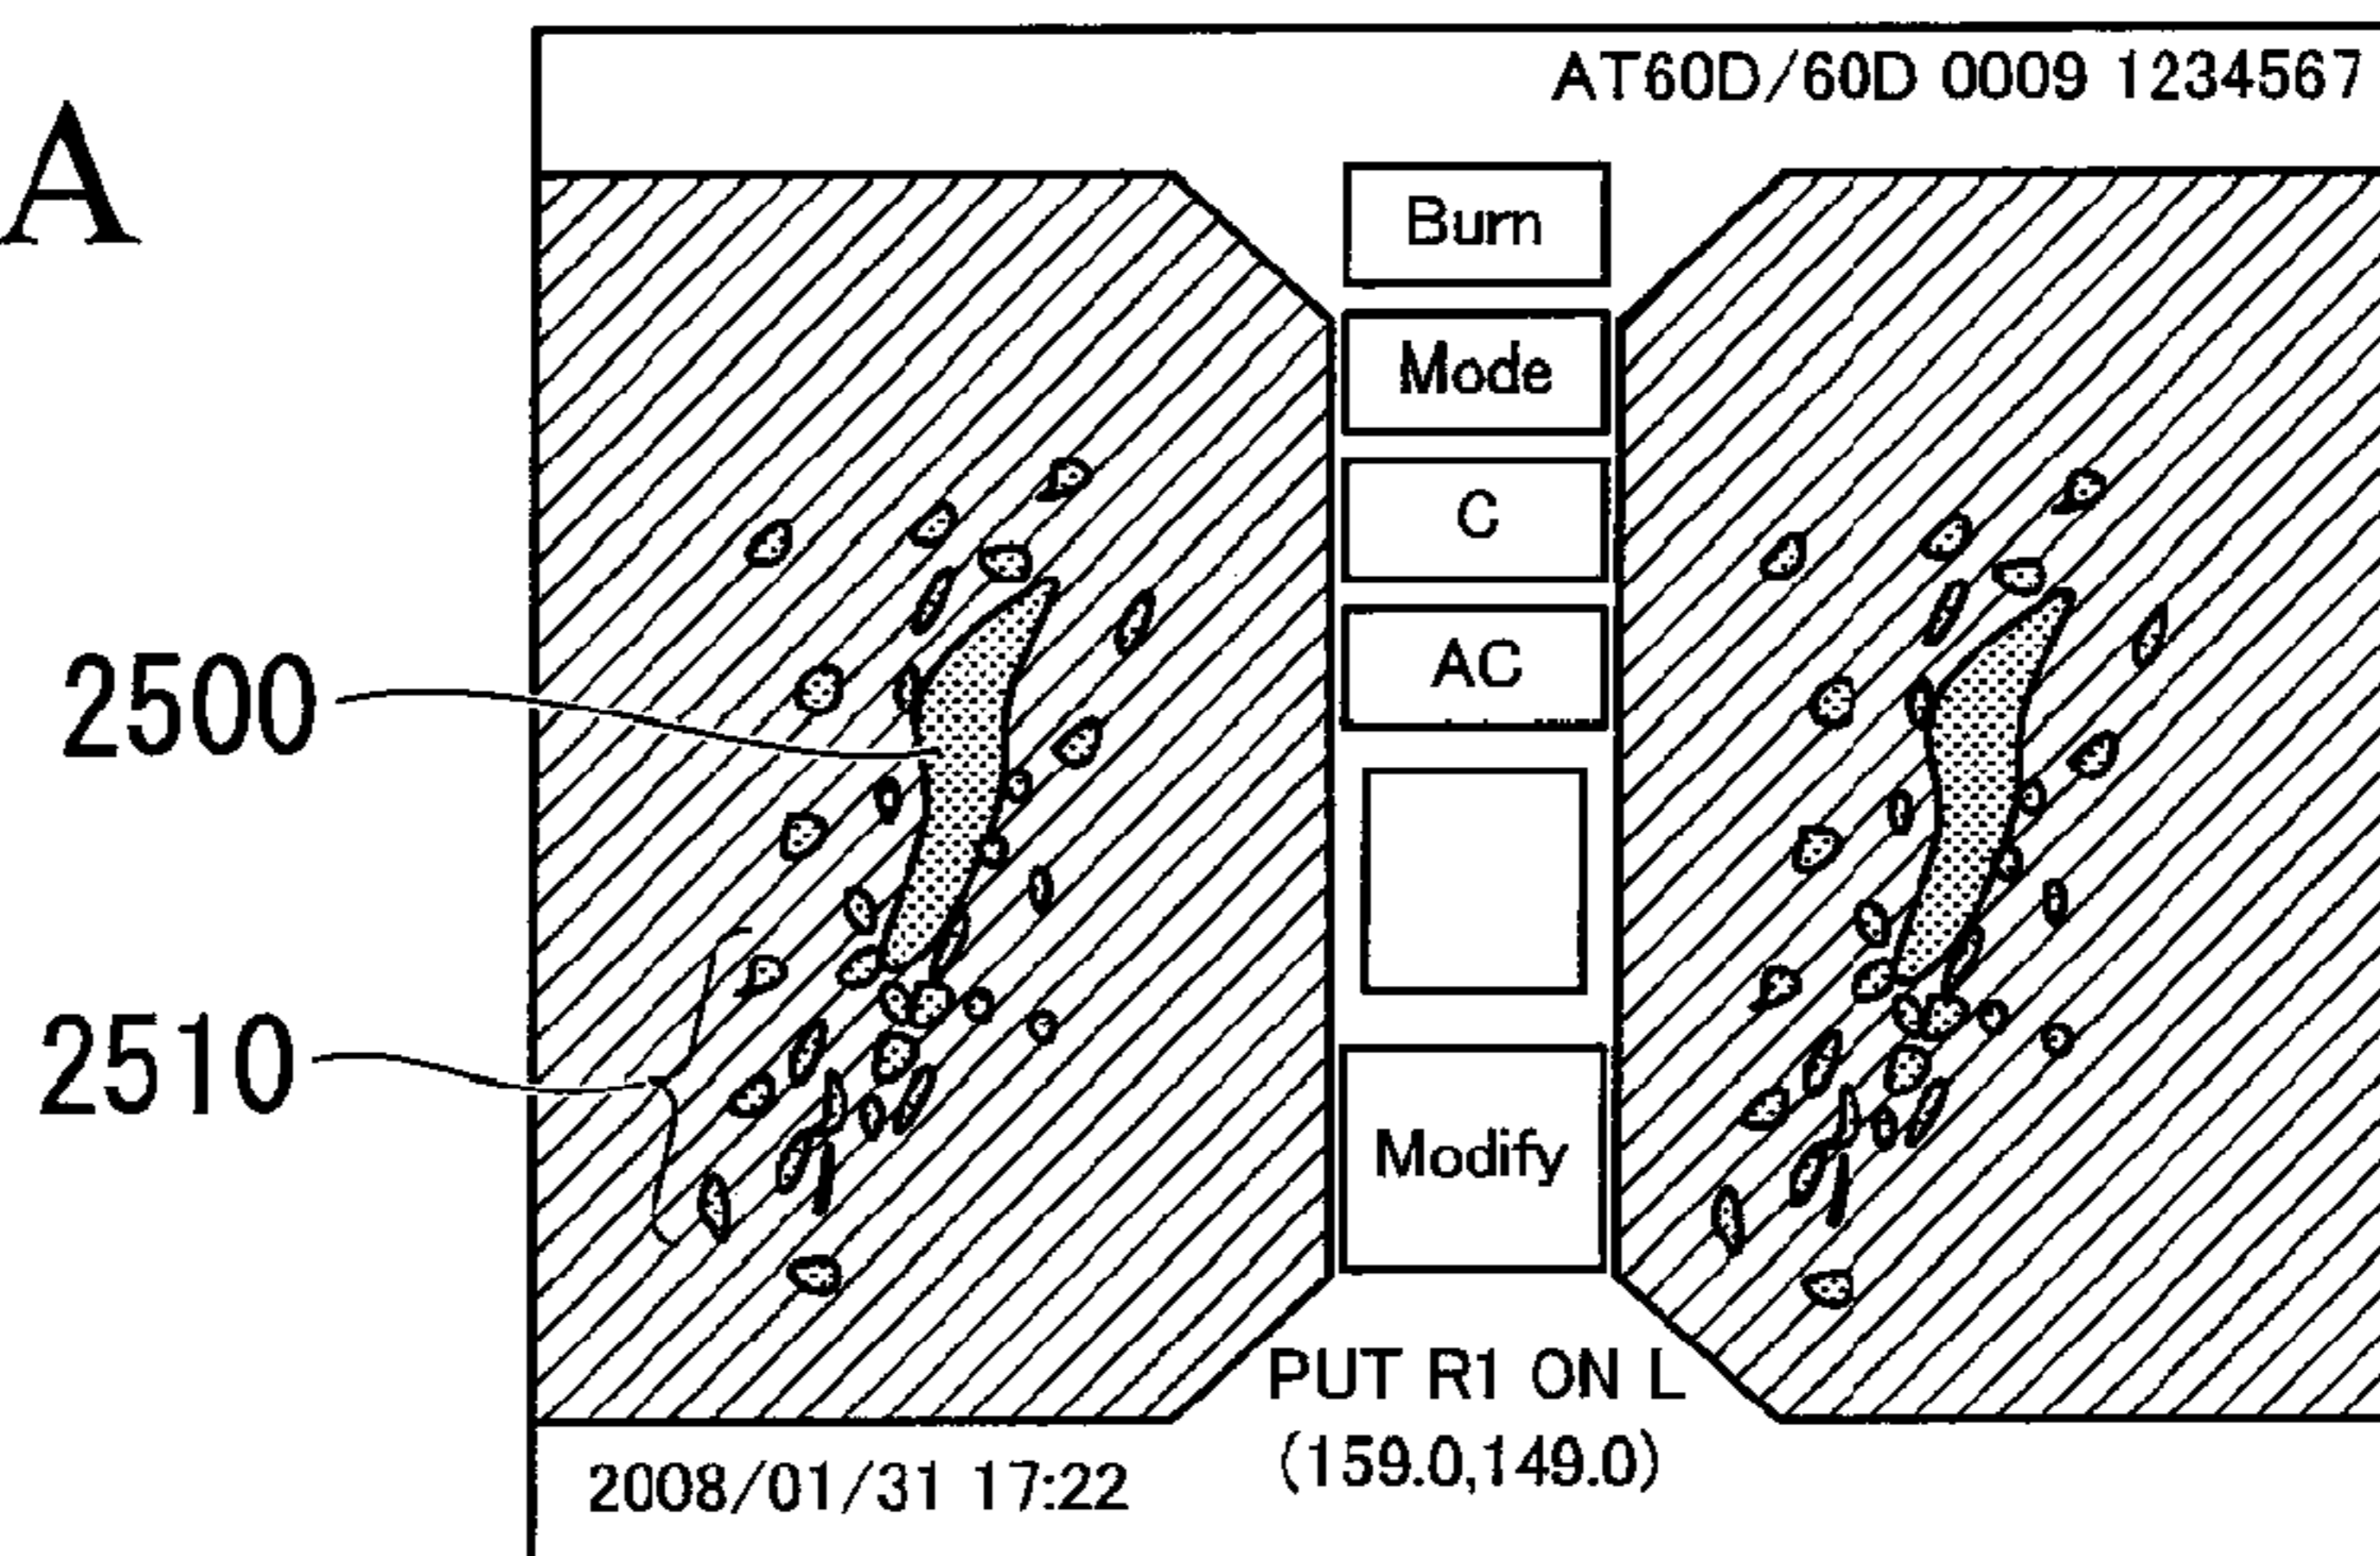 A
AT60D/60D 0009 1234567
Burn
Mode
C
AC
2500
2510
Modify
PUT R1 ON L
(159.0,149.0)
2008/01/31 17:22